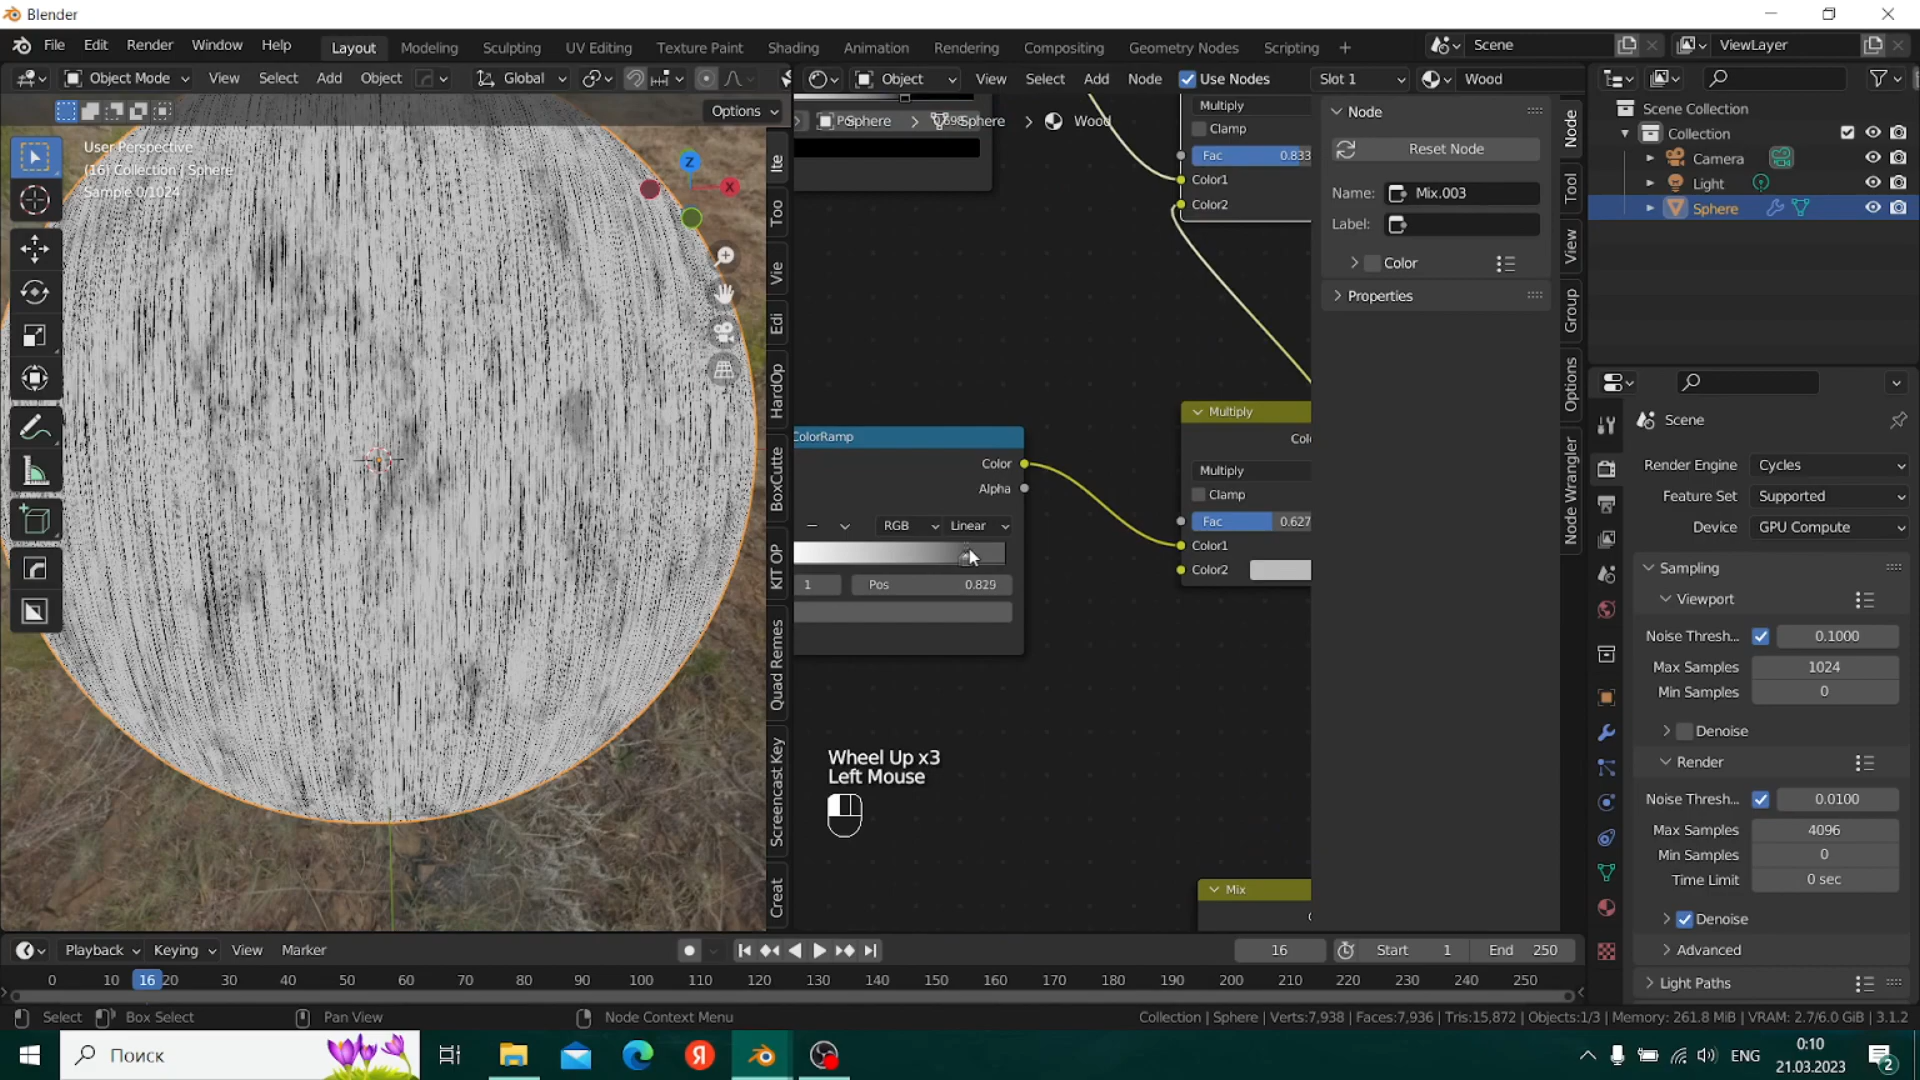 Blender
File Edit Render Window Help Layout Modeling Sculpting UV Editing Texture Paint Shading Animation Rendering Compositing Geometry Nodes Scripting + Scene ViewLayer
Object Mode View Select Add Object Global Object View Select Add Node Use Nodes Slot 1 Wood
Options
User Perspective
(16) Collection | Sphere
Sample 0/1024
Z
X
Ite
Too
Vie
Edi
HardOp
BoxCutte
KIT OP
Quad Remes
Screencast Key
Creat
Sphere > Sphere > Wood
Multiply
Clamp
Fac 0.833
Color1
Color2
ColorRamp
Color
Alpha
RGB Linear
1 Pos 0.829
Multiply
Multiply
Clamp
Fac 0.627
Color1
Color2
Mix
Wheel Up x3
Left Mouse
Node
Reset Node
Name: Mix.003
Label:
Color
Properties
Node
Tool
View
Group
Options
Node Wrangler
Scene Collection
Collection
Camera
Light
Sphere
Scene
Render Engine Cycles
Feature Set Supported
Device GPU Compute
Sampling
Viewport
Noise Thresh... 0.1000
Max Samples 1024
Min Samples 0
Denoise
Render
Noise Thresh... 0.0100
Max Samples 4096
Min Samples 0
Time Limit 0 sec
Denoise
Advanced
Light Paths
Playback Keying View Marker 16 Start 1 End 250
0 10 16 20 30 40 50 60 70 80 90 100 110 120 130 140 150 160 170 180 190 200 210 220 230 240 250
Select Box Select Pan View Node Context Menu Collection | Sphere | Verts:7,938 | Faces:7,936 | Tris:15,872 | Objects:1/3 | Memory: 261.8 MiB | VRAM: 2.7/6.0 GiB | 3.1.2
Поиск Я ENG 0:10
21.03.2023 2